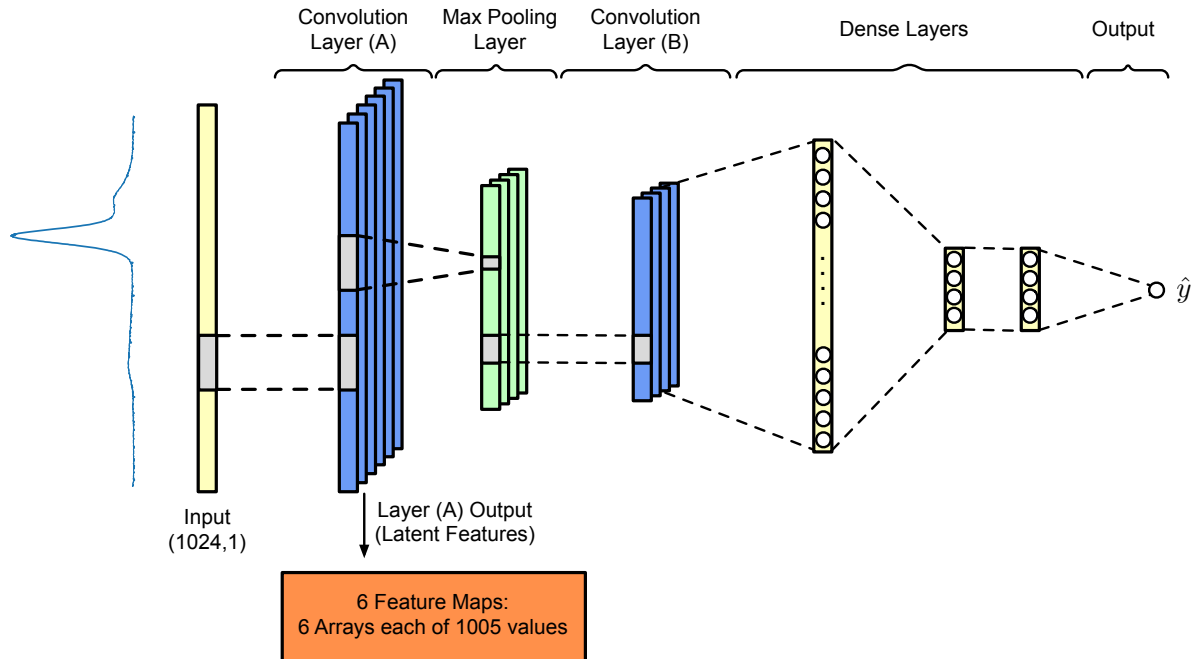 Convolution
Layer (A)
Max Pooling
Layer
Convolution
Layer (B)
Dense Layers
Output
ŷ
Input
(1024,1)
Layer (A) Output
(Latent Features)
6 Feature Maps:
6 Arrays each of 1005 values